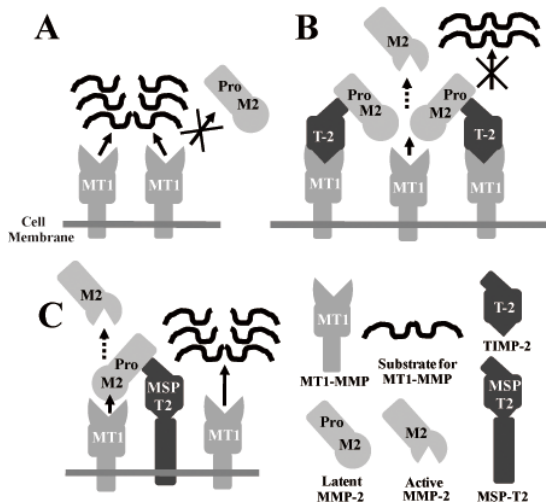 A
Pro
M2
MT1
MT1
Cell
Membrane
B
M2
Pro
M2
Pro
M2
T-2
T-2
MT1
MT1
MT1
C
M2
Pro
M2
MSP
T2
MT1
MT1
MT1
MT1-MMP
Substrate for
MT1-MMP
T-2
TIMP-2
Pro
M2
Latent
MMP-2
M2
Active
MMP-2
MSP
T2
MSP-T2